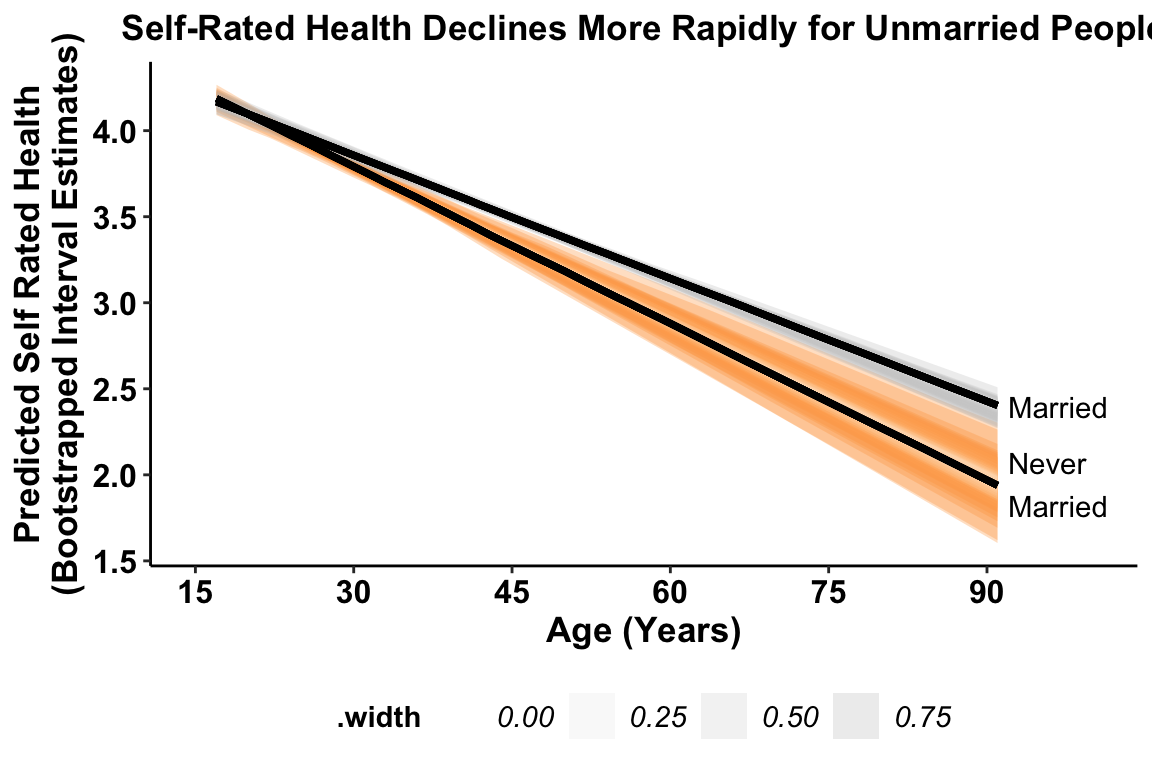 Self-Rated Health Declines More Rapidly for Unmarried People
Predicted Self Rated Health
(Bootstrapped Interval Estimates)
4.0
3.5
3.0
2.5
2.0
1.5
Married
Never
Married
15 30 45 60 75 90
Age (Years)
.width 0.00 0.25 0.50 0.75